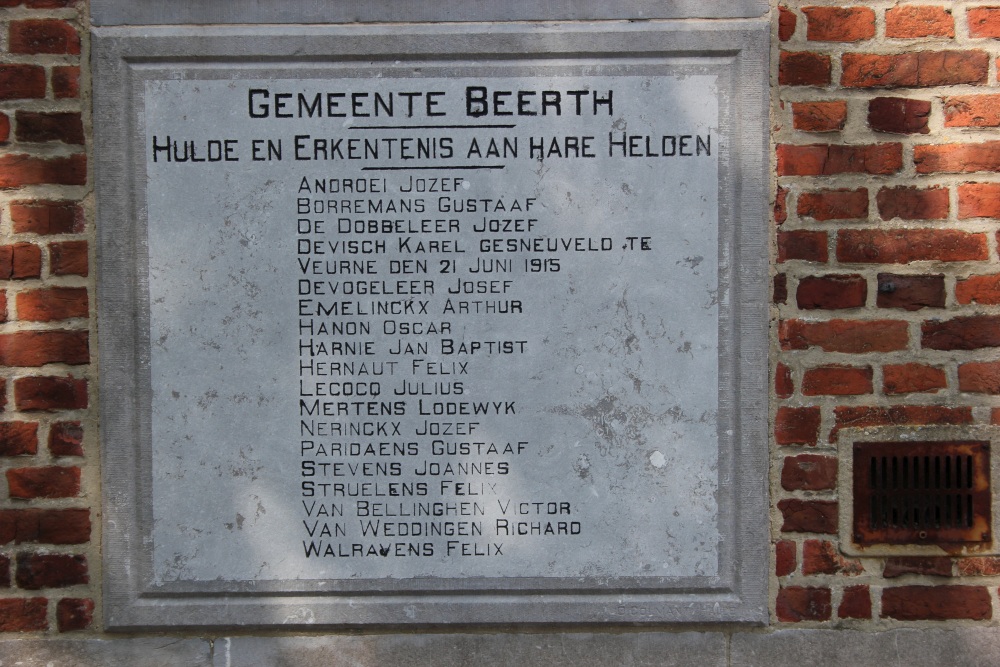 GEMEENTE BEERTH
HULDE EN ERKENTENIS AAN HARE HELDEN
ANDROEI JOZEF
BORREMANS GUSTAAF
DE DOBBELEER JOZEF
DEVISCH KAREL GESNEUVELD TE
VEURNE DEN 21 JUNI 1915
DEVOGELEER JOSEF
EMELINCKX ARTHUR
HANON OSCAR
HARNIE JAN BAPTIST
HERNAUT FELIX
LECOCQ JULIUS
MERTENS LODEWYK
NERINCKX JOZEF
PARIDAENS GUSTAAF
STEVENS JOANNES
STRUELENS FELIX
VAN BELLINGHEN VICTOR
VAN WEDDINGEN RICHARD
WALRAVENS FELIX